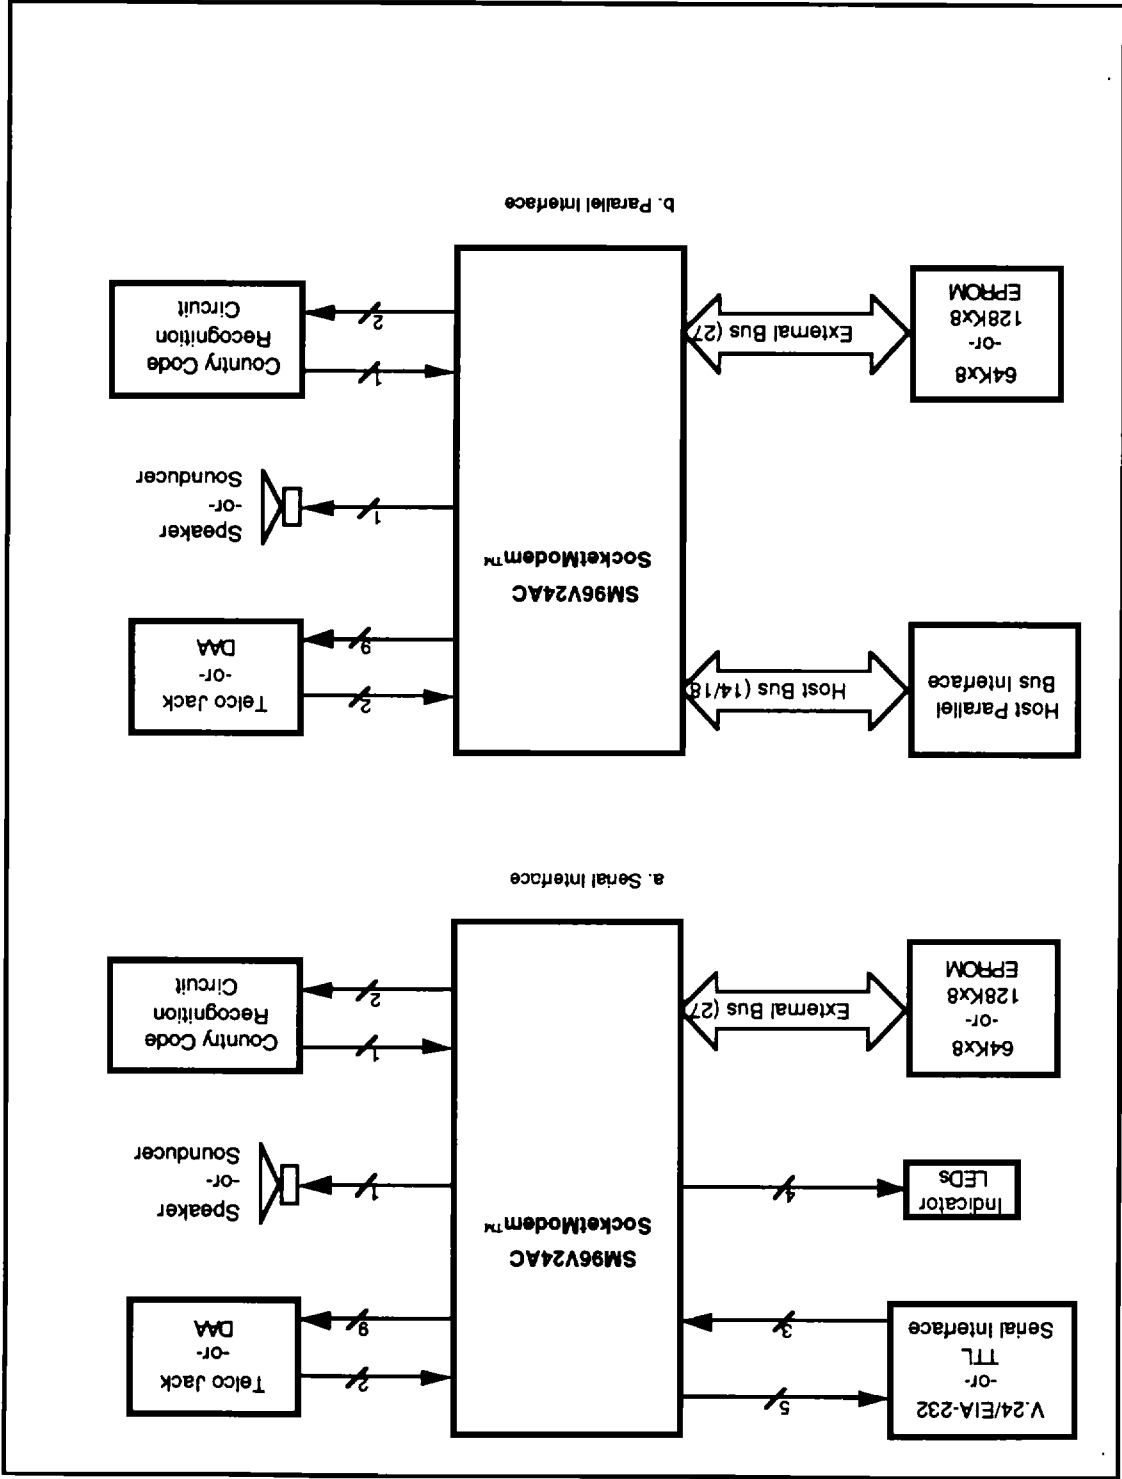 V.24/EIA-232
-or-
TTL
Serial Interface
5
3
Indicator
LEDs
4
64Kx8
-or-
128Kx8
EPROM
External Bus (27
SM96V24AC
SocketModem™
Telco Jack
-or-
DAA
2
6
Speaker
-or-
Sounducer
1
Country Code
Recognition
Circuit
1
2
a. Serial Interface
Host Parallel
Bus Interface
Host Bus (14/18
64Kx8
-or-
128Kx8
EPROM
External Bus (27
SM96V24AC
SocketModem™
Telco Jack
-or-
DAA
2
6
Speaker
-or-
Sounducer
1
Country Code
Recognition
Circuit
1
2
b. Parallel Interface